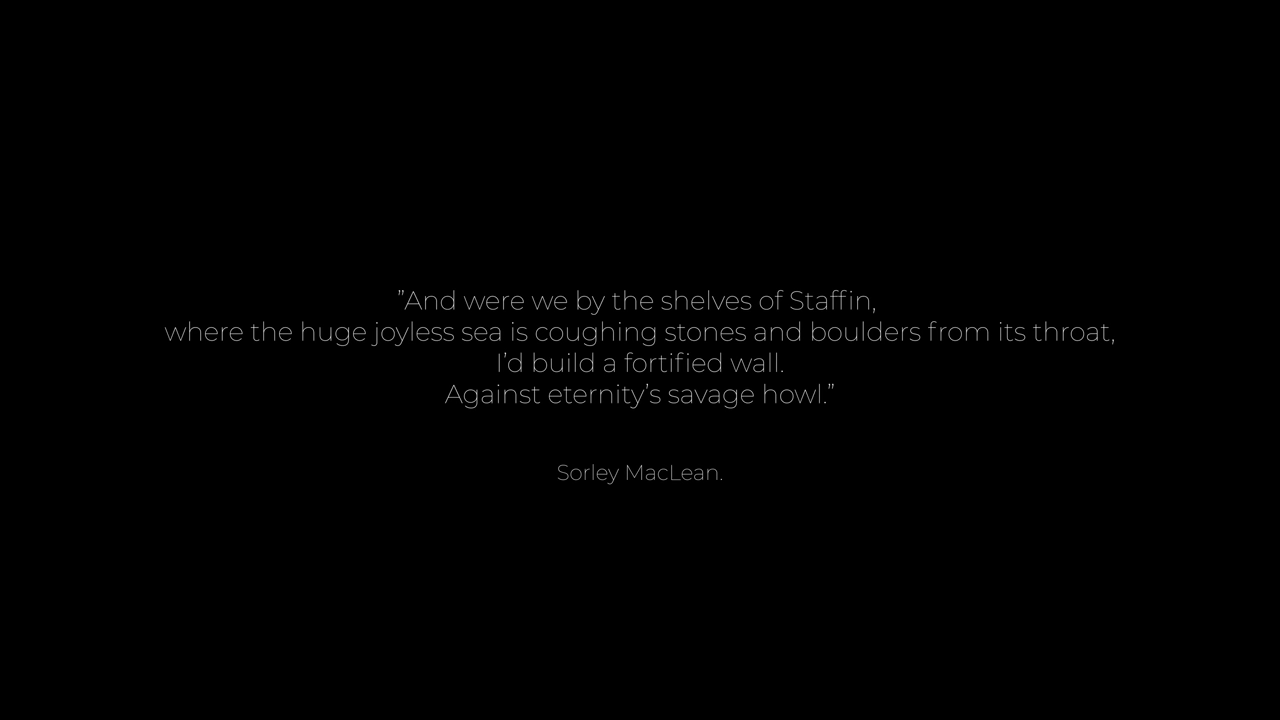 ”And were we by the shelves of Staffin,
where the huge joyless sea is coughing stones and boulders from its throat,
I’d build a fortified wall.
Against eternity’s savage howl.”
Sorley MacLean.